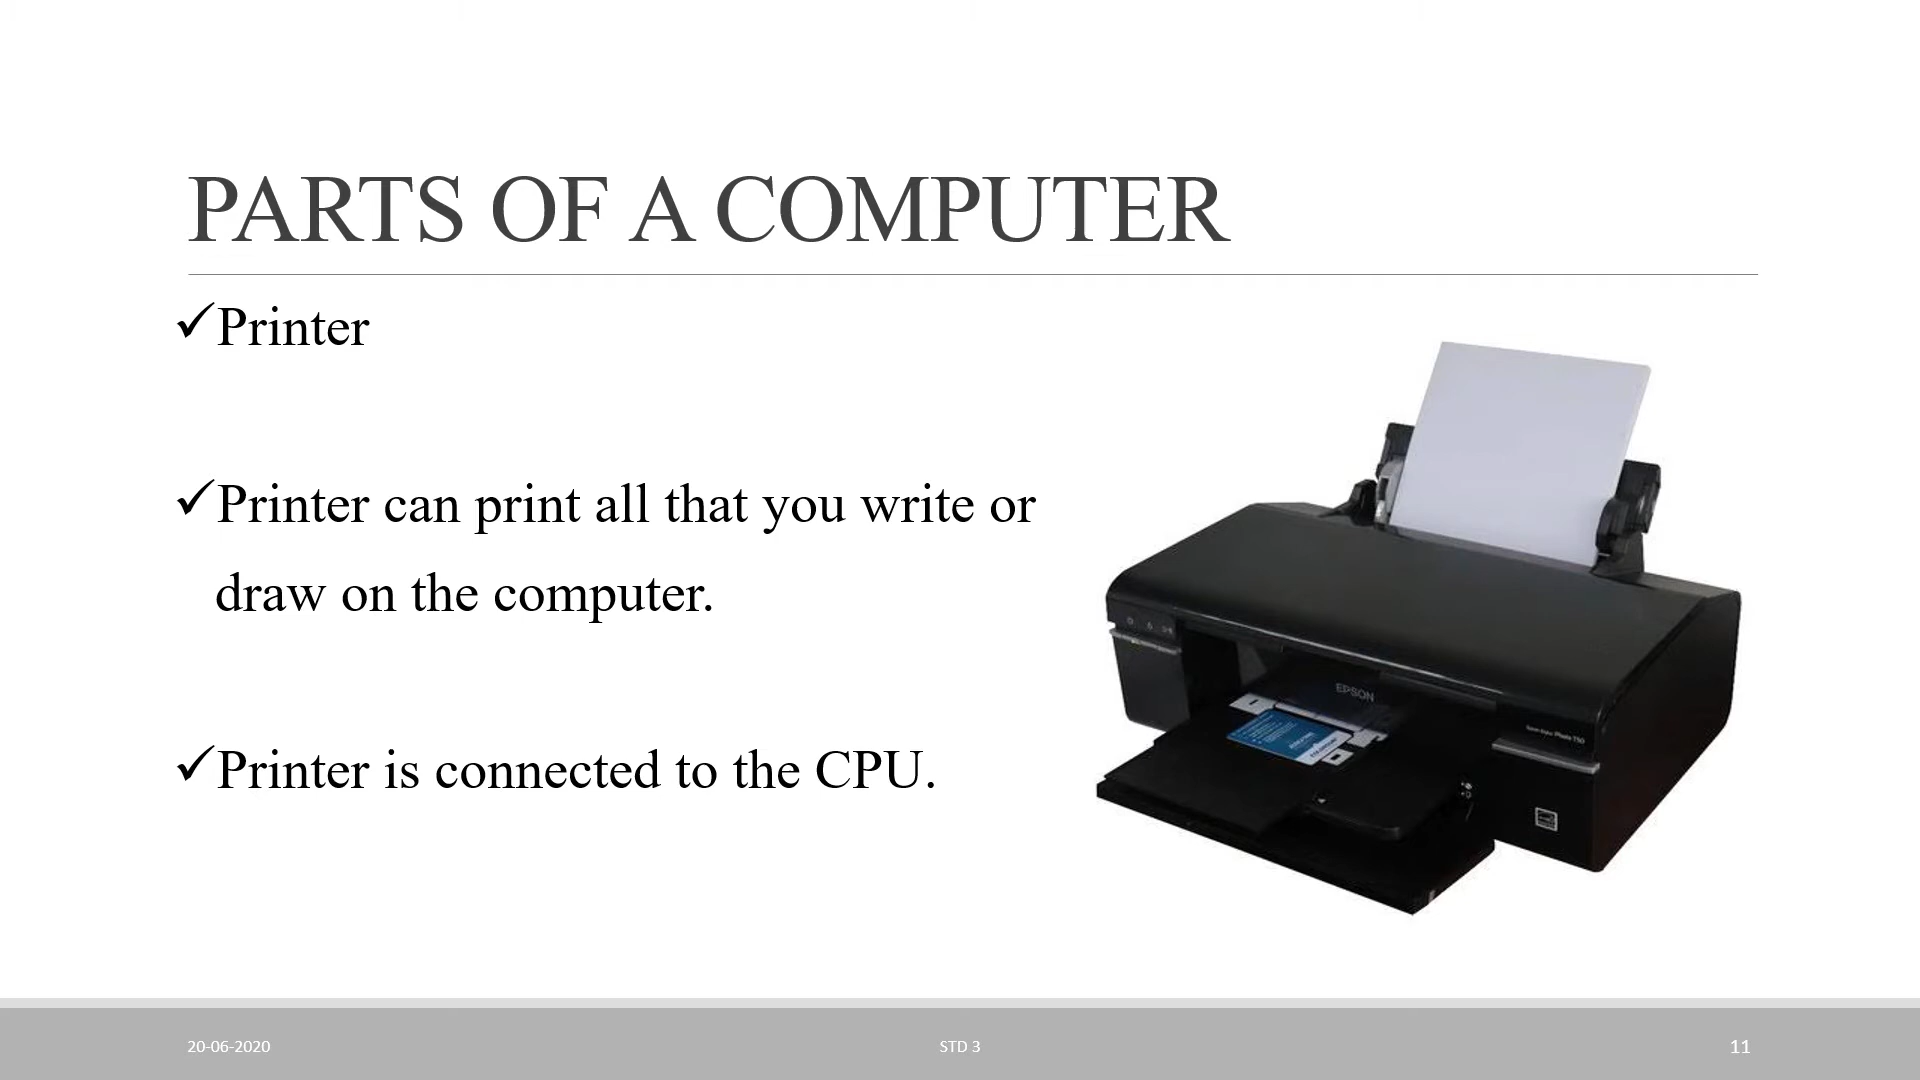 PARTS OF A COMPUTER
✓Printer
✓Printer can print all that you write or
draw on the computer.
✓Printer is connected to the CPU.
EPSON
20-06-2020
STD 3
11